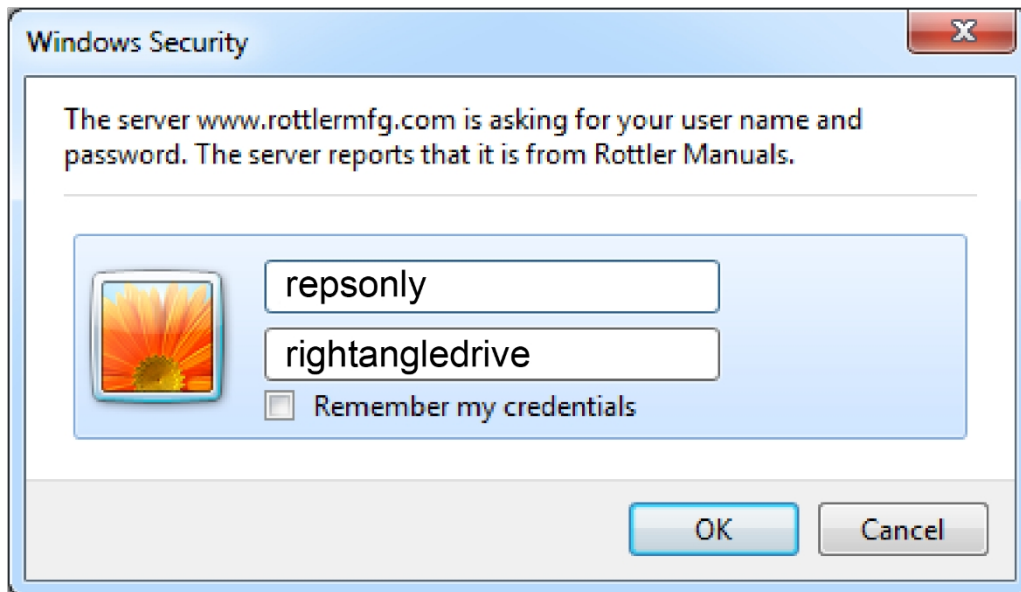 Windows Security
The server www.rottlermfg.com is asking for your user name and
password. The server reports that it is from Rottler Manuals.
repsonly
rightangledrive
Remember my credentials
OK
Cancel